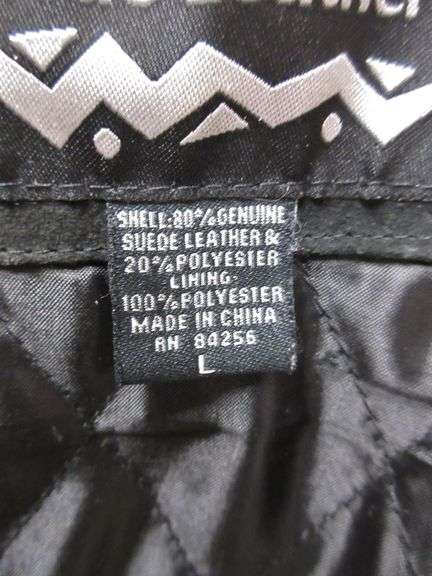 SHELL:80%GENUINE
SUEDE LEATHER &
20%POLYESTER
LINING-
100%POLYESTER
MADE IN CHINA
RN 84256
L